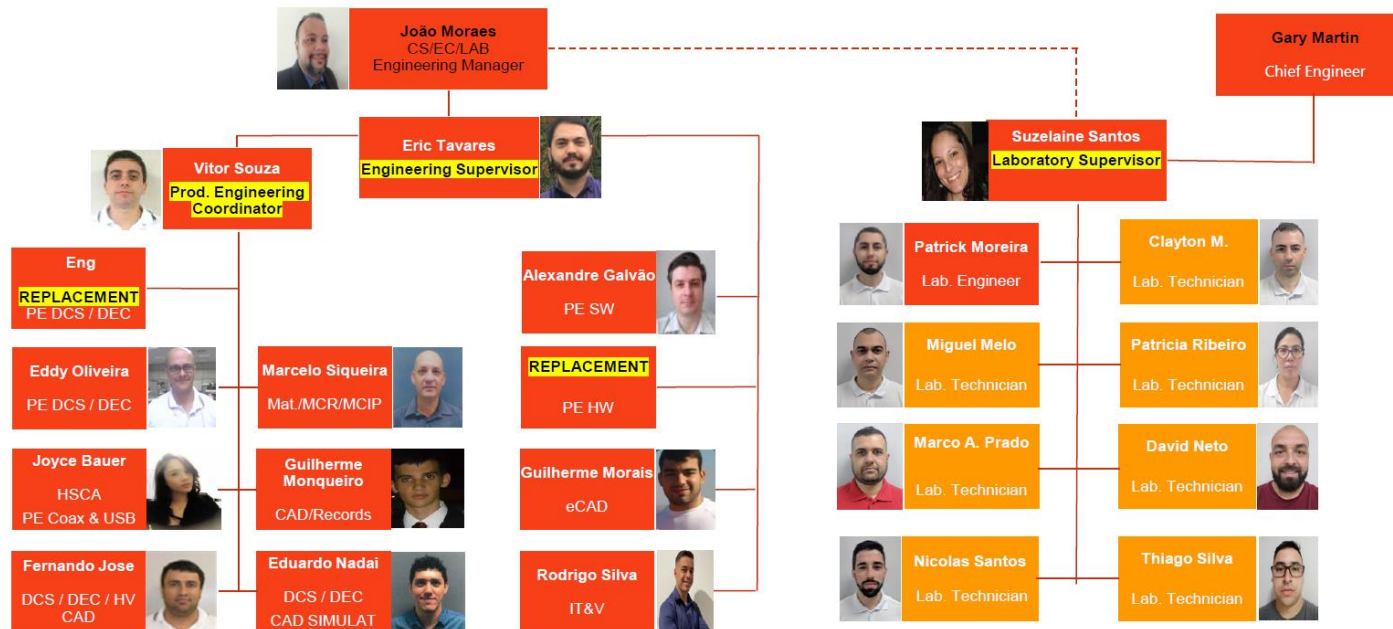 João Moraes
CS/EC/LAB
Engineering Manager
Gary Martin
Chief Engineer
Eric Tavares
Engineering Supervisor
Suzelaine Santos
Laboratory Supervisor
Vitor Souza
Prod. Engineering
Coordinator
Eng
REPLACEMENT
PE DCS / DEC
Eddy Oliveira
PE DCS / DEC
Marcelo Siqueira
Mat./MCR/MCIP
Joyce Bauer
HSCA
PE Coax & USB
Guilherme
Monqueiro
CAD/Records
Fernando Jose
DCS / DEC / HV
CAD
Eduardo Nadai
DCS / DEC
CAD SIMULAT
Alexandre Galvão
PE SW
REPLACEMENT
PE HW
Guilherme Morais
eCAD
Rodrigo Silva
IT&V
Patrick Moreira
Lab. Engineer
Clayton M.
Lab. Technician
Miguel Melo
Lab. Technician
Patricia Ribeiro
Lab. Technician
Marco A. Prado
Lab. Technician
David Neto
Lab. Technician
Nicolas Santos
Lab. Technician
Thiago Silva
Lab. Technician